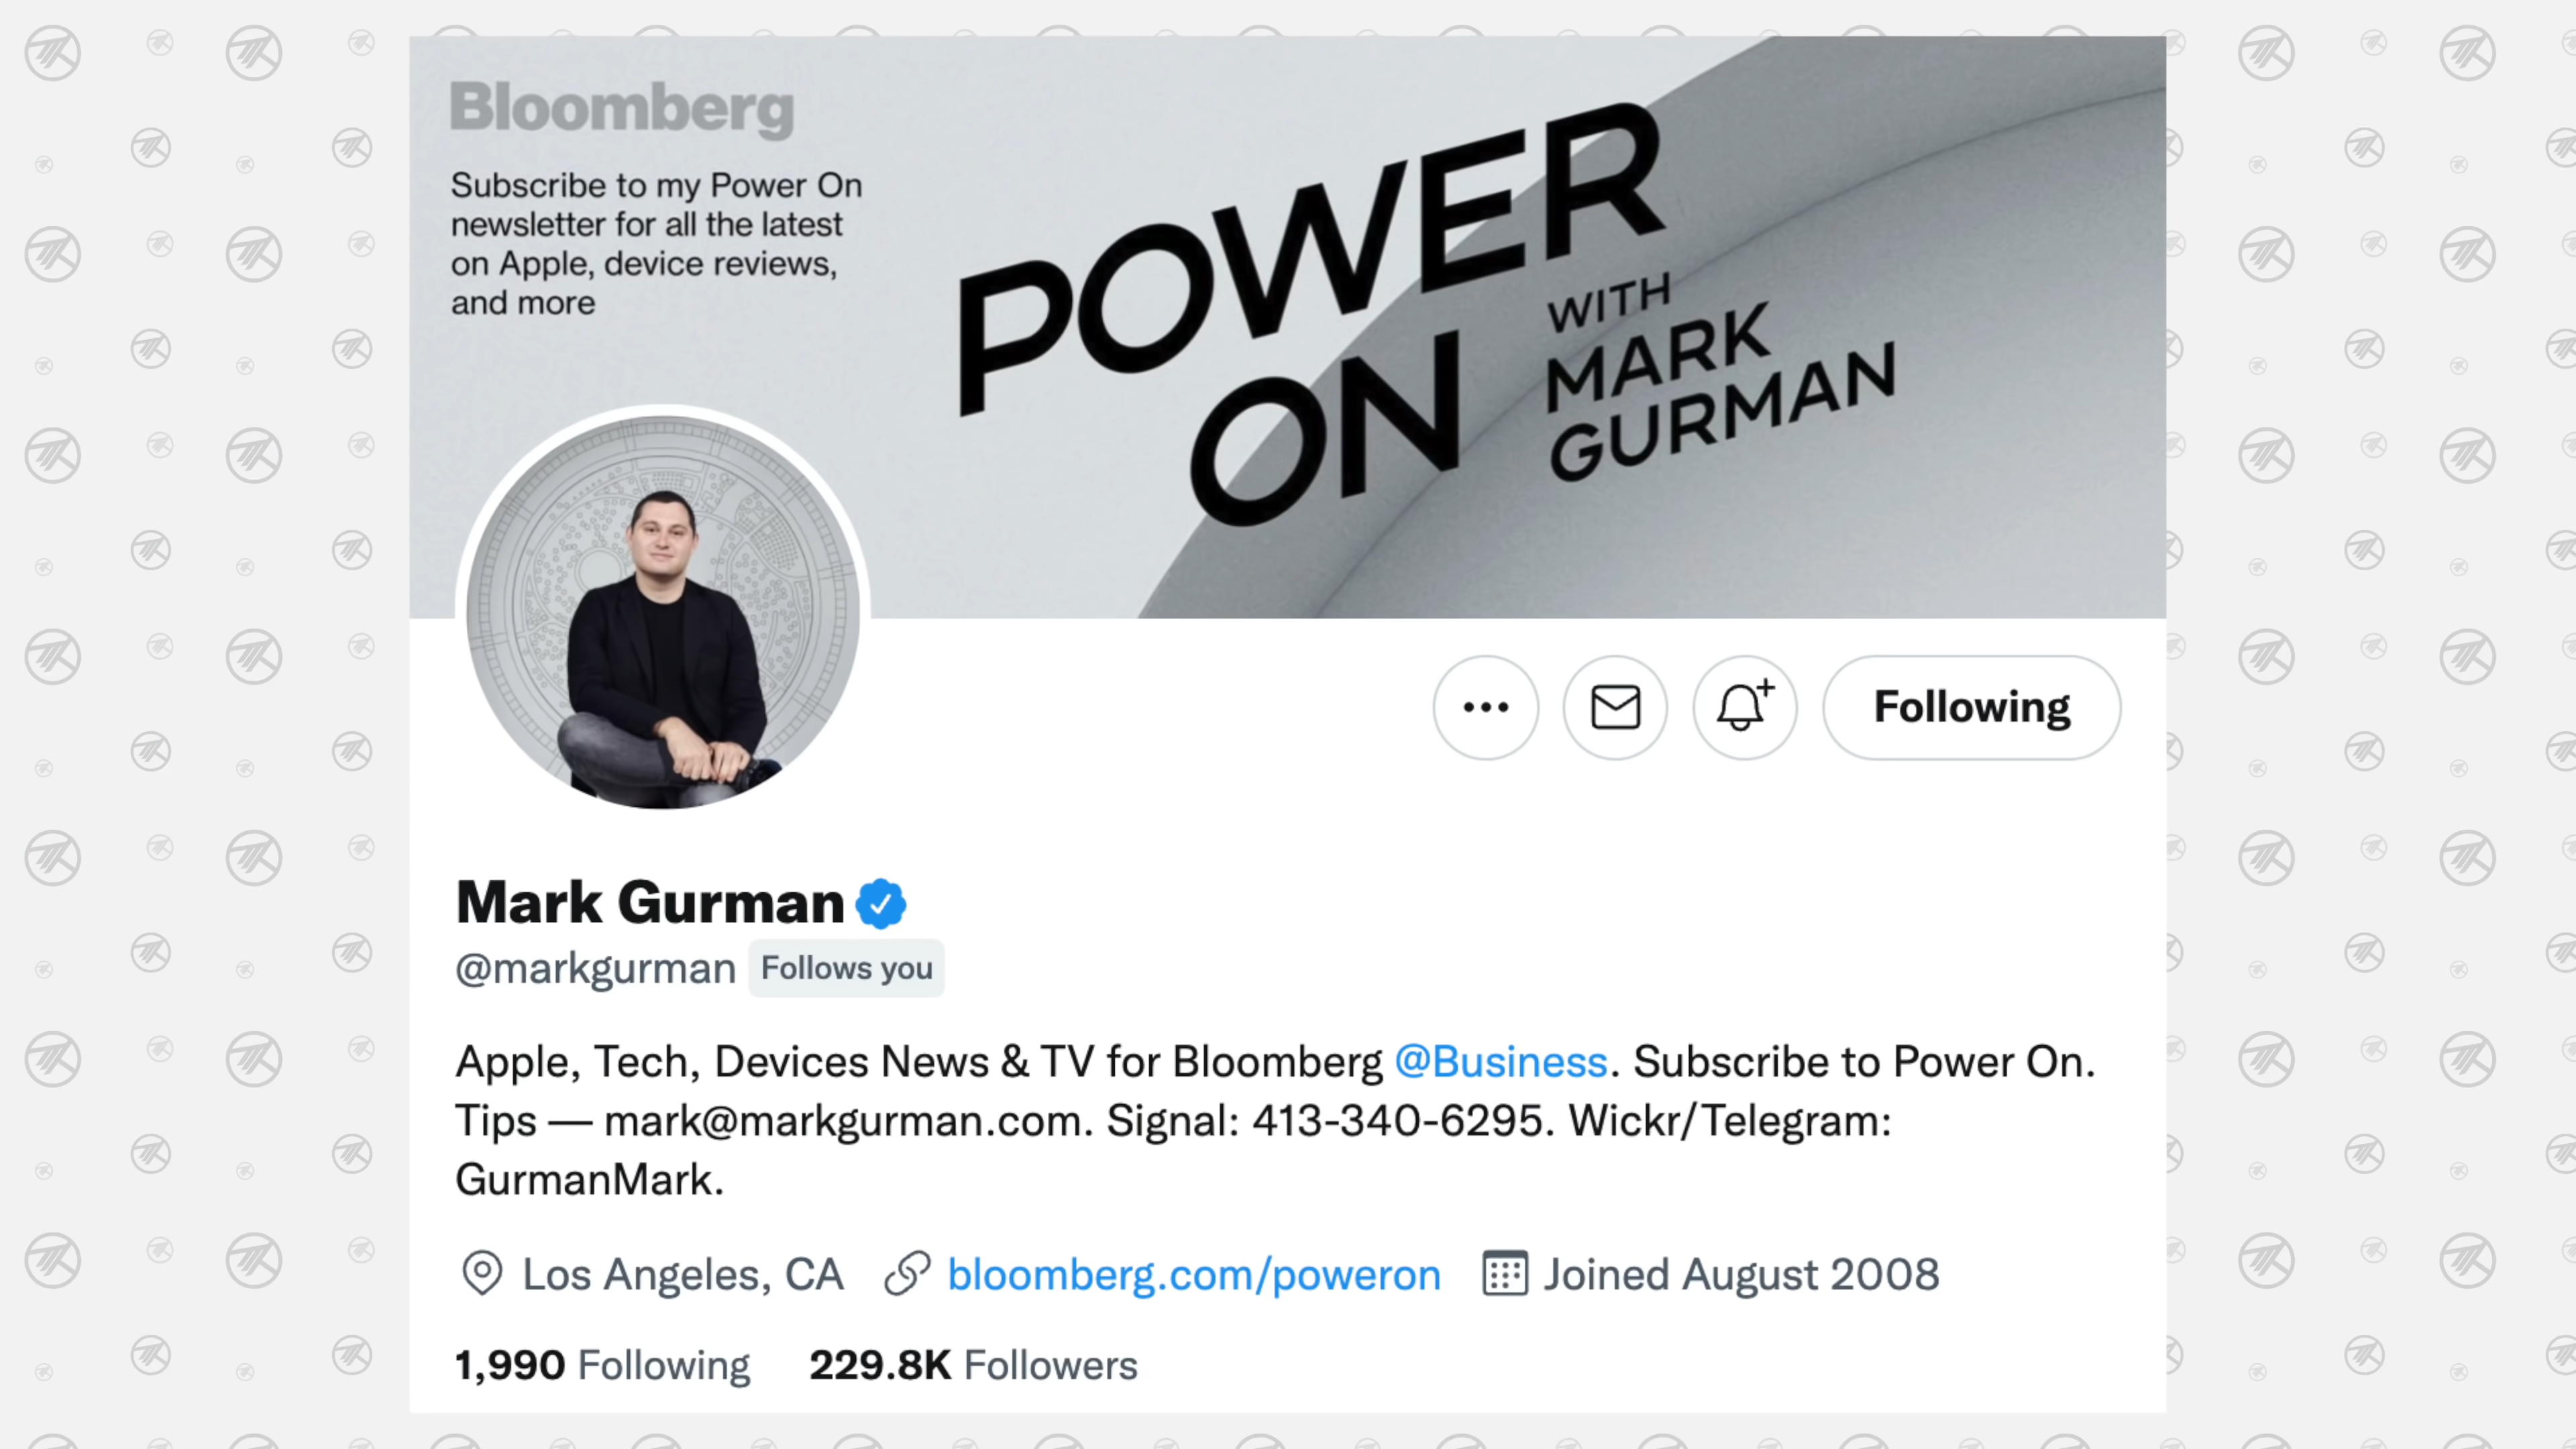 Bloomberg
Subscribe to my Power On
newsletter for all the latest
on Apple, device reviews,
and more
POWER
ON
WITH
MARK
GURMAN
Following
Mark Gurman
@markgurman Follows you
Apple, Tech, Devices News & TV for Bloomberg @Business. Subscribe to Power On.
Tips — mark@markgurman.com. Signal: 413-340-6295. Wickr/Telegram:
GurmanMark.
Los Angeles, CA bloomberg.com/poweron Joined August 2008
1,990 Following 229.8K Followers